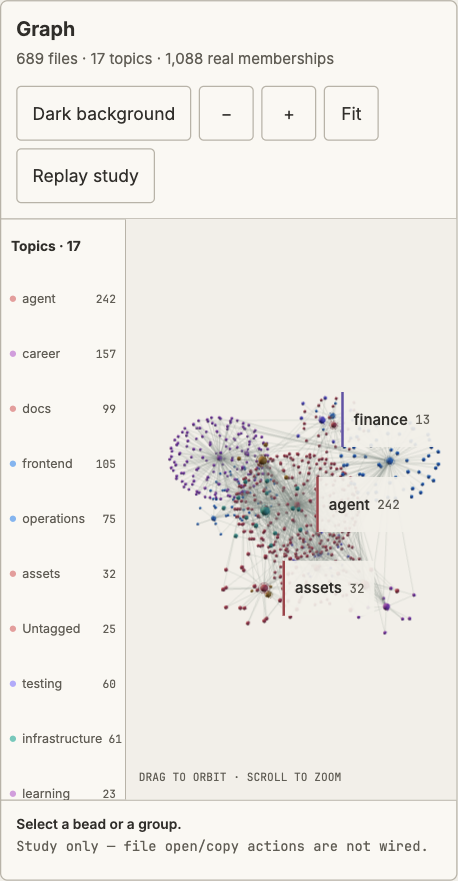 Graph
689 files · 17 topics · 1,088 real memberships
Dark background
−
+
Fit
Replay study
Topics · 17
agent 242
career 157
docs 99
frontend 105
operations 75
assets 32
Untagged 25
testing 60
infrastructure 61
learning 23
finance 13
agent 242
assets 32
DRAG TO ORBIT · SCROLL TO ZOOM
Select a bead or a group.
Study only — file open/copy actions are not wired.